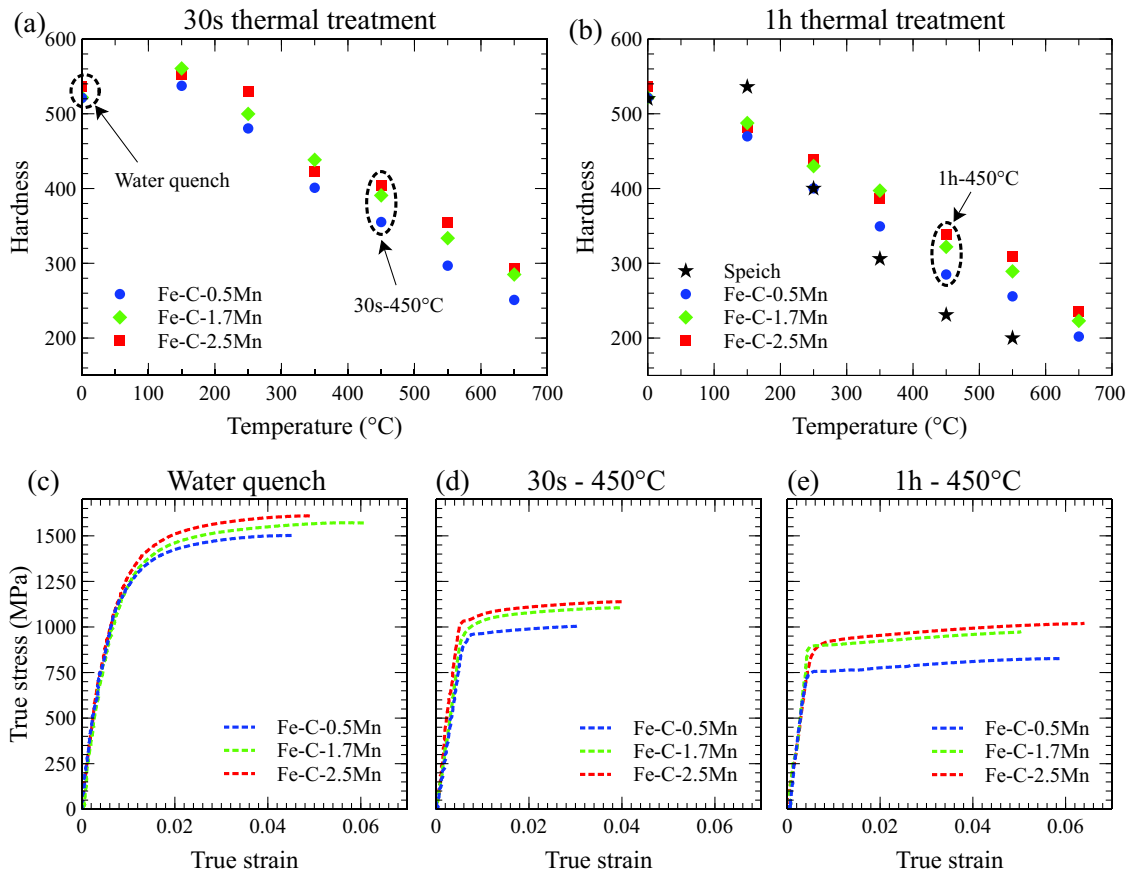 (a) 30s thermal treatment
600
500
400
300
200
0 100 200 300 400 500 600 700
Hardness
Temperature (°C)
Water quench
30s-450°C
Fe-C-0.5Mn
Fe-C-1.7Mn
Fe-C-2.5Mn
(b) 1h thermal treatment
600
500
400
300
200
0 100 200 300 400 500 600 700
Hardness
Temperature (°C)
1h-450°C
Speich
Fe-C-0.5Mn
Fe-C-1.7Mn
Fe-C-2.5Mn
(c) Water quench
1500
1250
1000
750
500
250
0
0 0.02 0.04 0.06
True stress (MPa)
True strain
Fe-C-0.5Mn
Fe-C-1.7Mn
Fe-C-2.5Mn
(d) 30s - 450°C
0 0.02 0.04 0.06
True strain
Fe-C-0.5Mn
Fe-C-1.7Mn
Fe-C-2.5Mn
(e) 1h - 450°C
0 0.02 0.04 0.06
True strain
Fe-C-0.5Mn
Fe-C-1.7Mn
Fe-C-2.5Mn